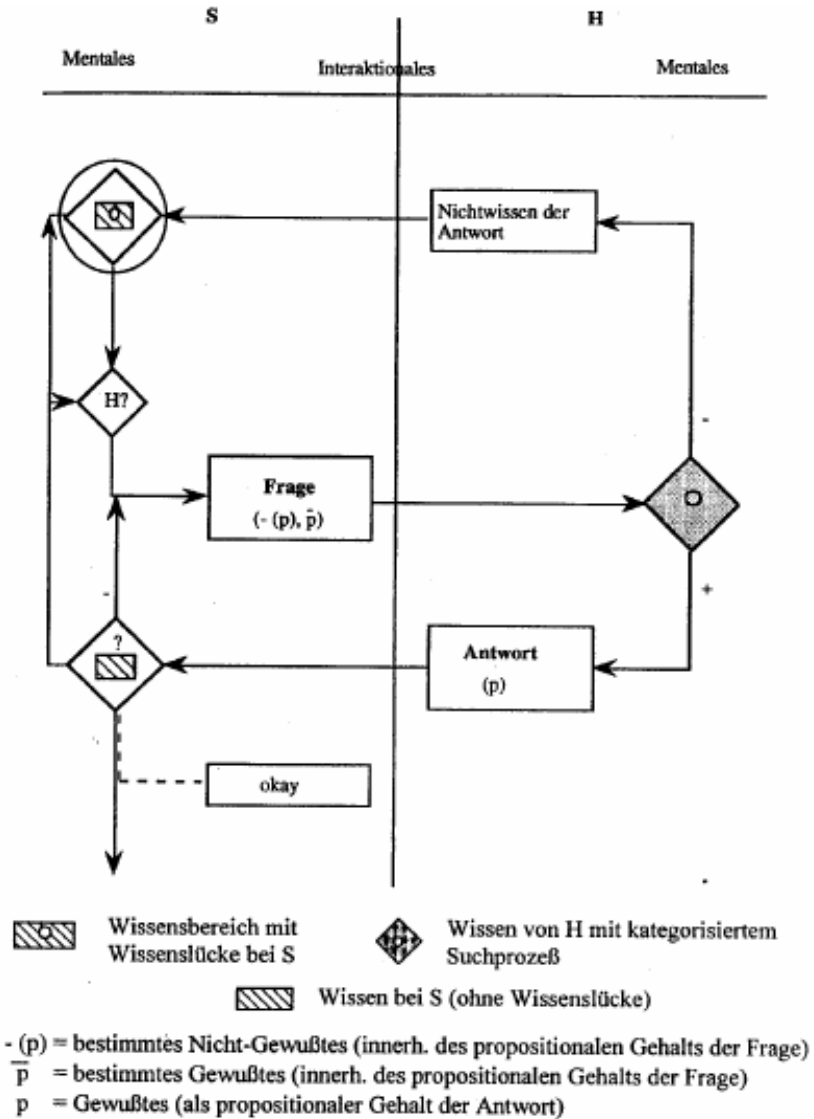 S H
Mentales Interaktionales Mentales
Nichtwissen der
Antwort
H?
-
Frage
(- (p), p̄)
+
-
?
Antwort
(p)
okay
Wissensbereich mit
Wissenslücke bei S
Wissen von H mit kategorisiertem
Suchprozeß
Wissen bei S (ohne Wissenslücke)
- (p) = bestimmtes Nicht-Gewußtes (innerh. des propositionalen Gehalts der Frage)
p̄ = bestimmtes Gewußtes (innerh. des propositionalen Gehalts der Frage)
p = Gewußtes (als propositionaler Gehalt der Antwort)